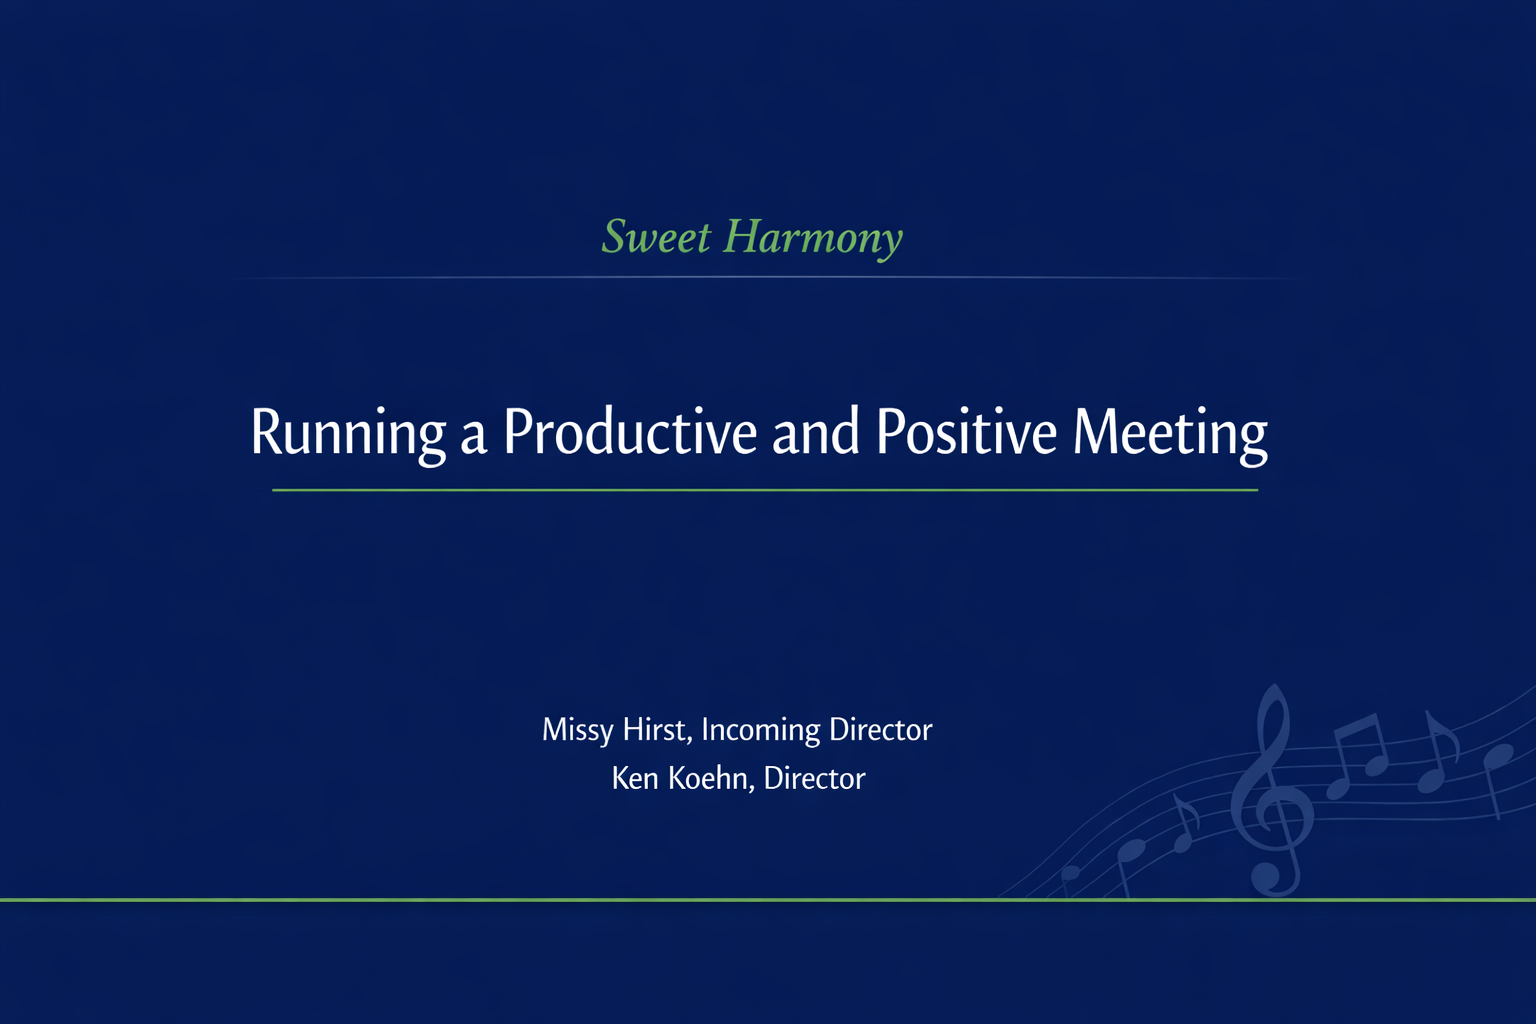 Sweet Harmony
Running a Productive and Positive Meeting
Missy Hirst, Incoming Director
Ken Koehn, Director